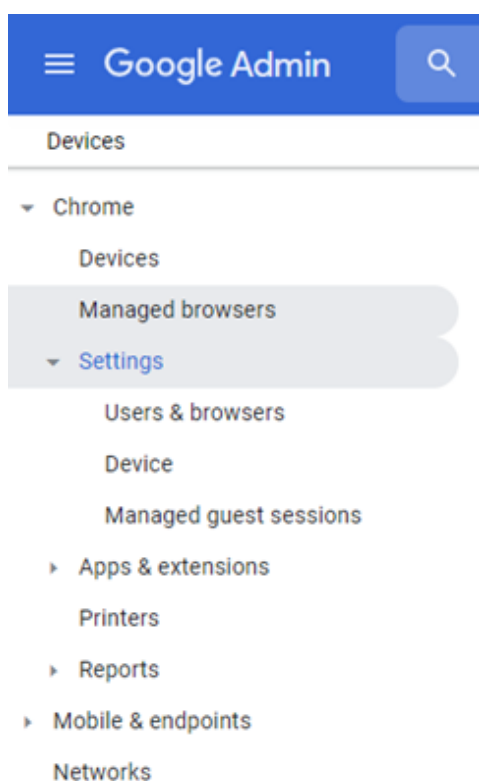 Google Admin
Devices
Chrome
Devices
Managed browsers
Settings
Users & browsers
Device
Managed guest sessions
Apps & extensions
Printers
Reports
Mobile & endpoints
Networks